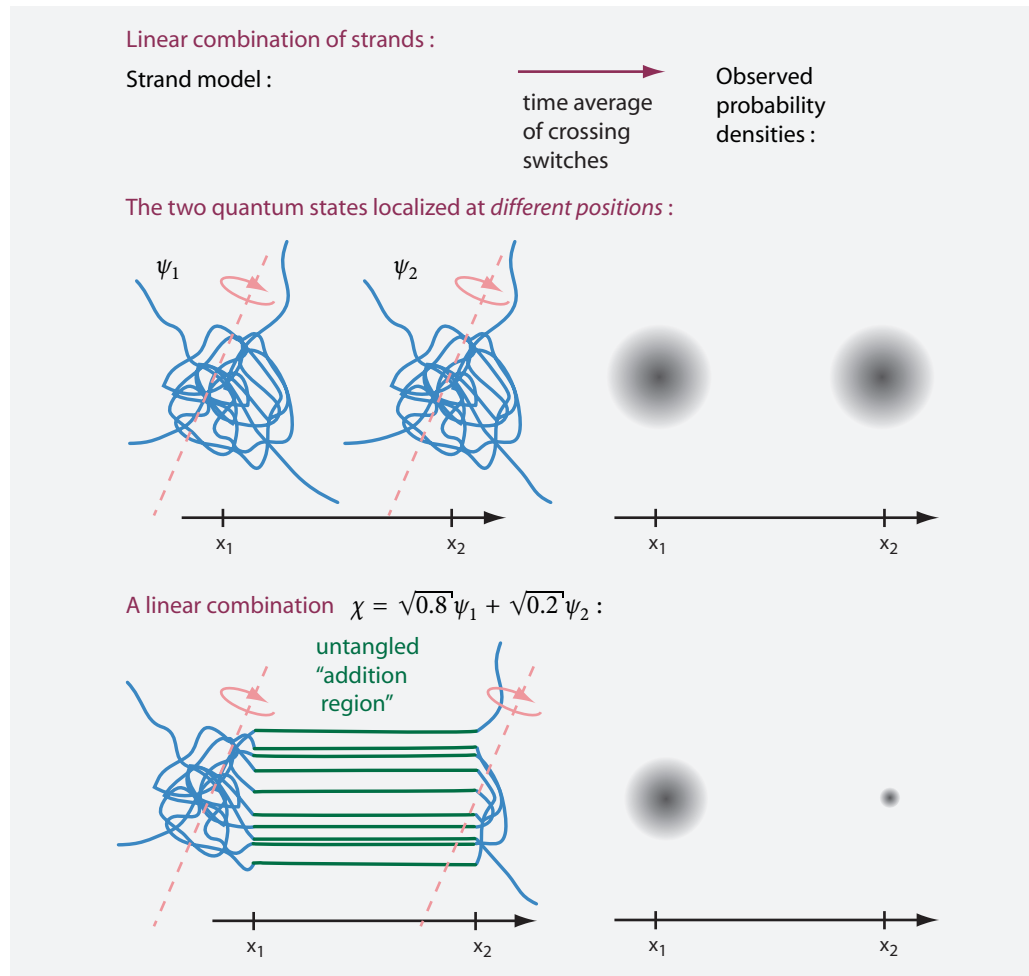 Linear combination of strands :
Strand model :
time average
of crossing
switches
Observed
probability
densities :
The two quantum states localized at different positions :
ψ1
ψ2
x1
x2
x1
x2
A linear combination χ = √0.8 ψ1 + √0.2 ψ2 :
untangled
“addition
region”
x1
x2
x1
x2